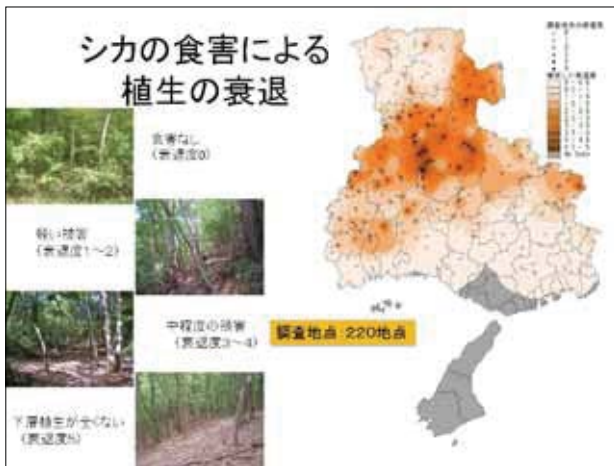 シカの食害による
植生の衰退
食害なし
(衰退度0)
軽い被害
(衰退度1~2)
中程度の被害
(衰退度3~4)
調査地点:220地点
下層植生が全くない
(衰退度5)